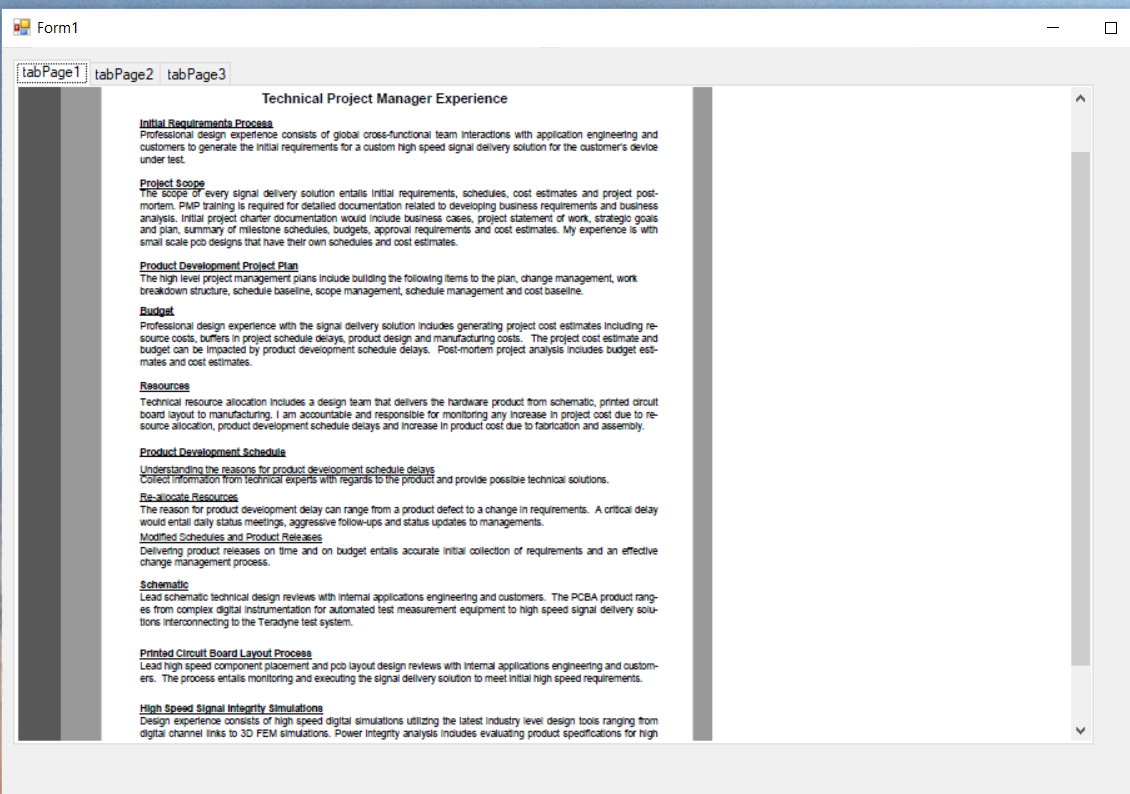 Form1
tabPage1 tabPage2 tabPage3
Technical Project Manager Experience
Initial Requirements Process
Professional design experience consists of global cross-functional team interactions with application engineering and
customers to generate the initial requirements for a custom high speed signal delivery solution for the customer's device
under test.
Project Scope
The scope of every signal delivery solution entails initial requirements, schedules, cost estimates and project post-
mortem. PMP training is required for detailed documentation related to developing business requirements and business
analysis. Initial project charter documentation would include business cases, project statement of work, strategic goals
and plan, summary of milestone schedules, budgets, approval requirements and cost estimates. My experience is with
small scale pcb designs that have their own schedules and cost estimates.
Product Development Project Plan
The high level project management plans include building the following items to the plan, change management, work
breakdown structure, schedule baseline, scope management, schedule management and cost baseline.
Budget
Professional design experience with the signal delivery solution includes generating project cost estimates including re-
source costs, buffers in project schedule delays, product design and manufacturing costs. The project cost estimate and
budget can be impacted by product development schedule delays. Post-mortem project analysis includes budget esti-
mates and cost estimates.
Resources
Technical resource allocation includes a design team that delivers the hardware product from schematic, printed circuit
board layout to manufacturing. I am accountable and responsible for monitoring any increase in project cost due to re-
source allocation, product development schedule delays and increase in product cost due to fabrication and assembly.
Product Development Schedule
Understanding the reasons for product development schedule delays
Collect information from technical experts with regards to the product and provide possible technical solutions.
Re-allocate Resources
The reason for product development delay can range from a product defect to a change in requirements. A critical delay
would entail daily status meetings, aggressive follow-ups and status updates to managements.
Modified Schedules and Product Releases
Delivering product releases on time and on budget entails accurate initial collection of requirements and an effective
change management process.
Schematic
Lead schematic technical design reviews with internal applications engineering and customers. The PCBA product rang-
es from complex digital instrumentation for automated test measurement equipment to high speed signal delivery solu-
tions interconnecting to the Teradyne test system.
Printed Circuit Board Layout Process
Lead high speed component placement and pcb layout design reviews with internal applications engineering and custom-
ers. The process entails monitoring and executing the signal delivery solution to meet initial high speed requirements.
High Speed Signal Integrity Simulations
Design experience consists of high speed digital simulations utilizing the latest industry level design tools ranging from
digital channel links to 3D FEM simulations. Power Integrity analysis includes evaluating product specifications for high